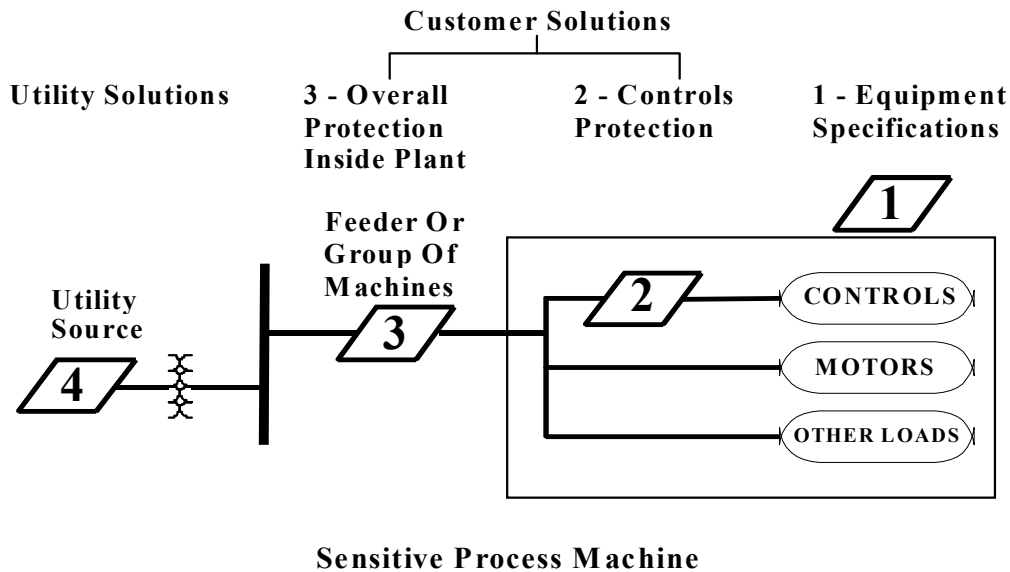 Customer Solutions
Utility Solutions
3 - Overall
Protection
Inside Plant
2 - Controls
Protection
1 - Equipment
Specifications
1
Feeder Or
Group Of
Machines
Utility
Source
4
3
2
CONTROLS
MOTORS
OTHER LOADS
Sensitive Process Machine